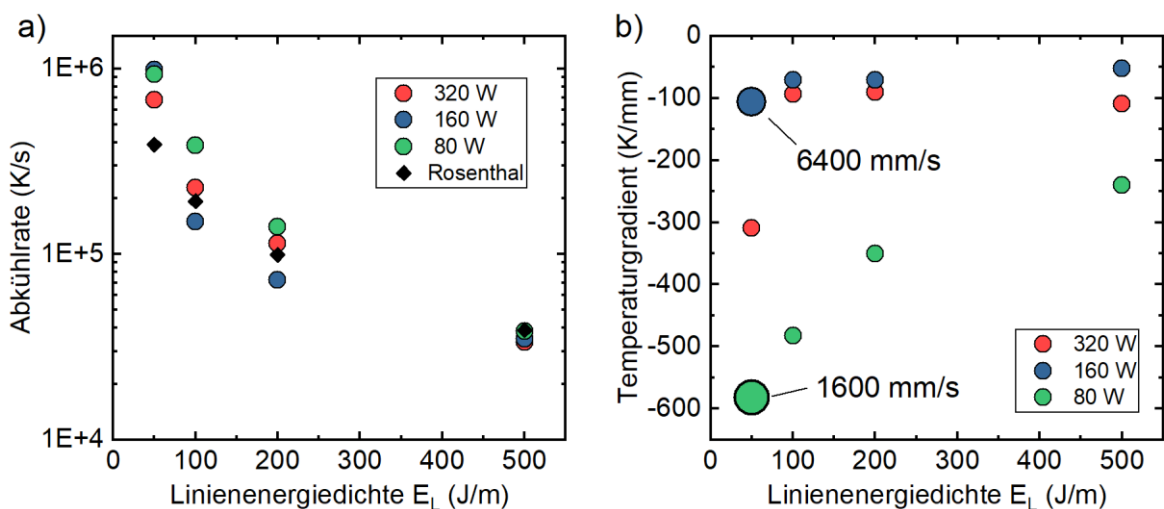 a)
1E+6
1E+5
1E+4
Abkühlrate (K/s)
320 W
160 W
80 W
Rosenthal
0 100 200 300 400 500
Linienenergiedichte E_L (J/m)
b)
0
-100
-200
-300
-400
-500
-600
Temperaturgradient (K/mm)
6400 mm/s
1600 mm/s
320 W
160 W
80 W
0 100 200 300 400 500
Linienenergiedichte E_L (J/m)